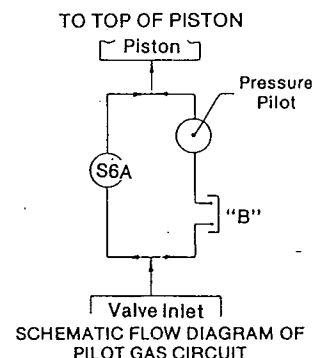 TO TOP OF PISTON
Piston
Pressure
Pilot
S6A
"B"
Valve Inlet
SCHEMATIC FLOW DIAGRAM OF
PILOT GAS CIRCUIT